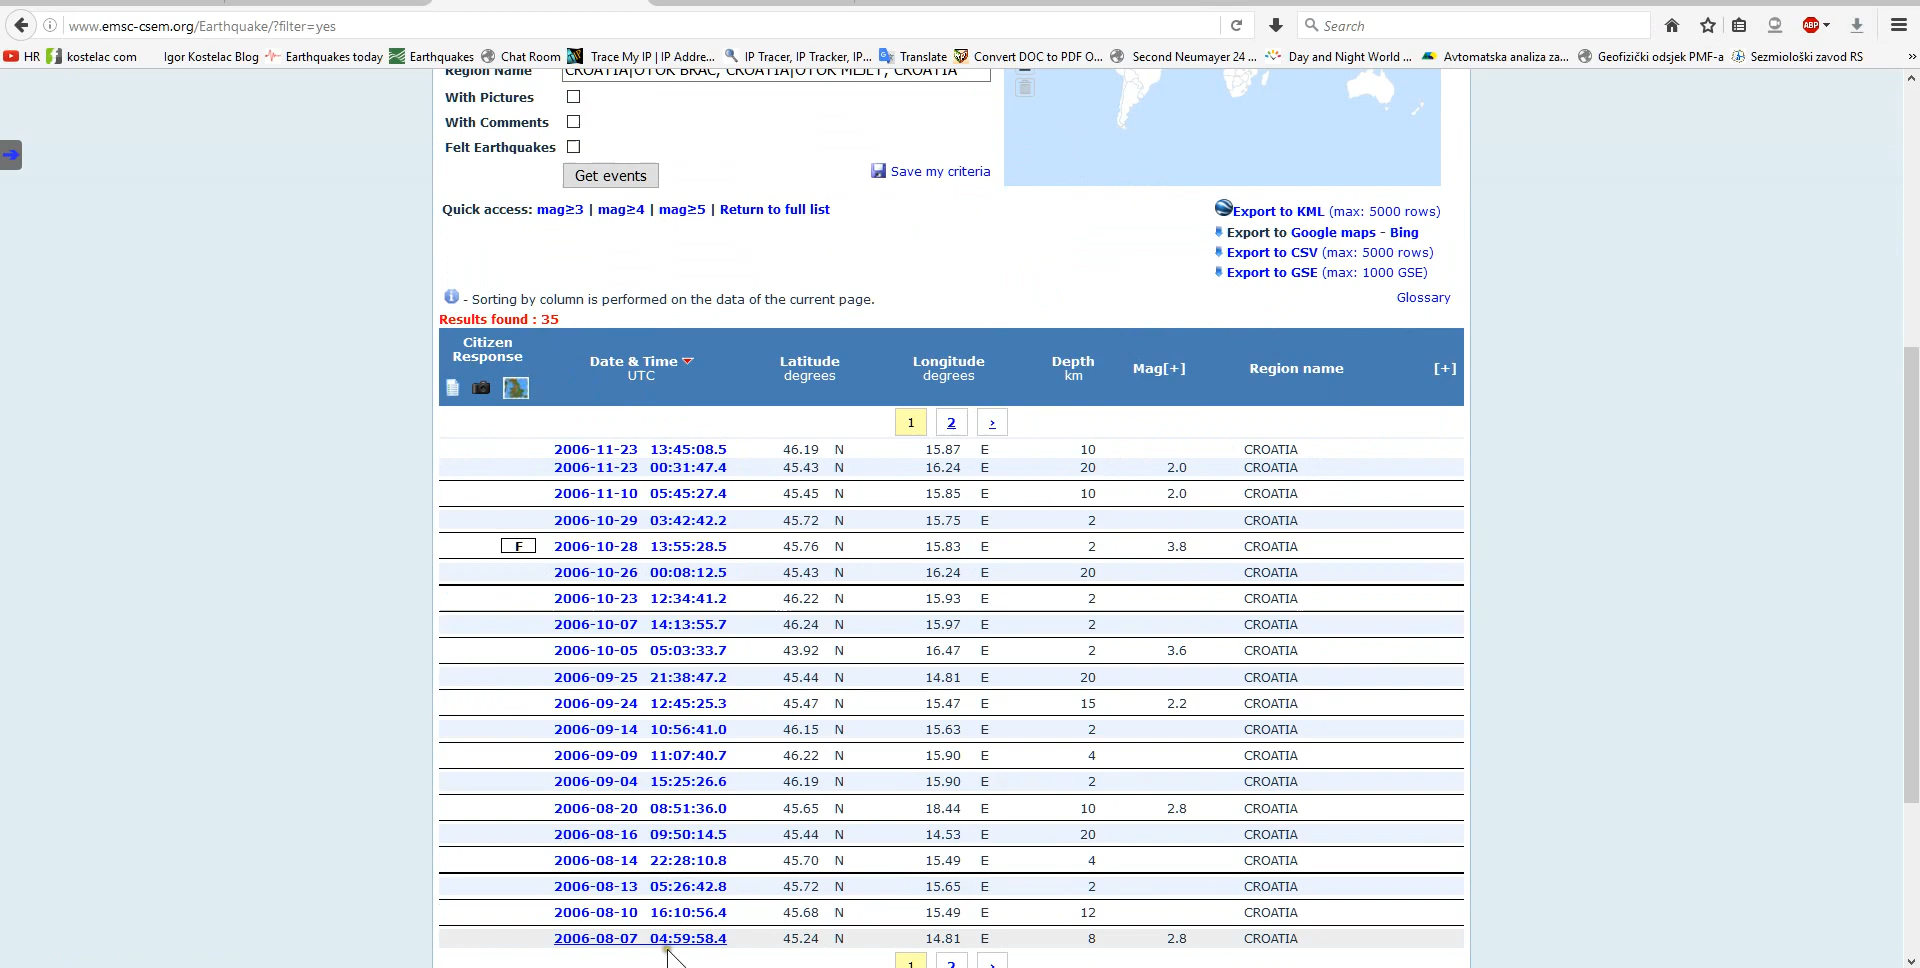 www.emsc-csem.org/Earthquake/?filter=yes
Search
ABP
HR kostelac com Igor Kostelac Blog Earthquakes today Earthquakes Chat Room Trace My IP | IP Addre... IP Tracer, IP Tracker, IP... Translate Convert DOC to PDF O... Second Neumayer 24 ... Day and Night World ... Avtomatska analiza za... Geofizički odsjek PMF-a Sezmiološki zavod RS »
Region Name CROATIA|OTOK BRAC, CROATIA|OTOK MLJET, CROATIA
With Pictures
With Comments
Felt Earthquakes
Get events Save my criteria
Quick access: mag≥3 | mag≥4 | mag≥5 | Return to full list
Export to KML (max: 5000 rows)
Export to Google maps - Bing
Export to CSV (max: 5000 rows)
Export to GSE (max: 1000 GSE)
- Sorting by column is performed on the data of the current page.
Glossary
Results found : 35
Citizen Response Date & Time UTC Latitude degrees Longitude degrees Depth km Mag[+] Region name [+]
1 2 ›
2006-11-23 13:45:08.5 46.19 N 15.87 E 10 CROATIA
2006-11-23 00:31:47.4 45.43 N 16.24 E 20 2.0 CROATIA
2006-11-10 05:45:27.4 45.45 N 15.85 E 10 2.0 CROATIA
2006-10-29 03:42:42.2 45.72 N 15.75 E 2 CROATIA
F 2006-10-28 13:55:28.5 45.76 N 15.83 E 2 3.8 CROATIA
2006-10-26 00:08:12.5 45.43 N 16.24 E 20 CROATIA
2006-10-23 12:34:41.2 46.22 N 15.93 E 2 CROATIA
2006-10-07 14:13:55.7 46.24 N 15.97 E 2 CROATIA
2006-10-05 05:03:33.7 43.92 N 16.47 E 2 3.6 CROATIA
2006-09-25 21:38:47.2 45.44 N 14.81 E 20 CROATIA
2006-09-24 12:45:25.3 45.47 N 15.47 E 15 2.2 CROATIA
2006-09-14 10:56:41.0 46.15 N 15.63 E 2 CROATIA
2006-09-09 11:07:40.7 46.22 N 15.90 E 4 CROATIA
2006-09-04 15:25:26.6 46.19 N 15.90 E 2 CROATIA
2006-08-20 08:51:36.0 45.65 N 18.44 E 10 2.8 CROATIA
2006-08-16 09:50:14.5 45.44 N 14.53 E 20 CROATIA
2006-08-14 22:28:10.8 45.70 N 15.49 E 4 CROATIA
2006-08-13 05:26:42.8 45.72 N 15.65 E 2 CROATIA
2006-08-10 16:10:56.4 45.68 N 15.49 E 12 CROATIA
2006-08-07 04:59:58.4 45.24 N 14.81 E 8 2.8 CROATIA
1 2 ›